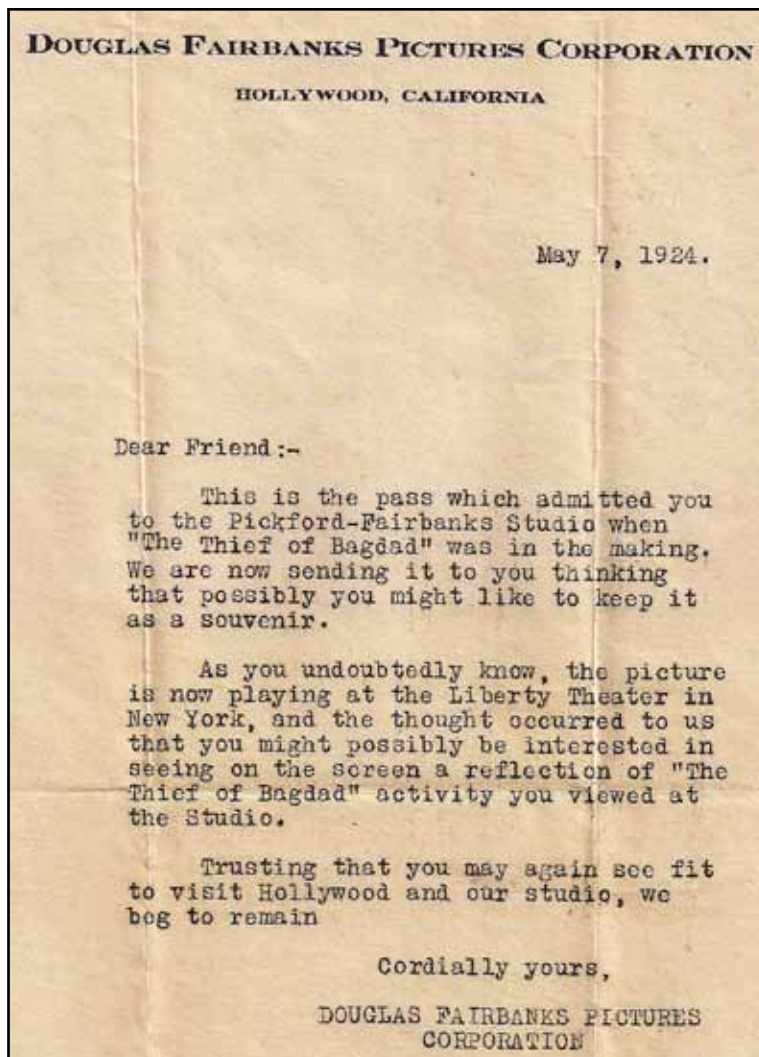 DOUGLAS FAIRBANKS PICTURES CORPORATION
HOLLYWOOD, CALIFORNIA
May 7, 1924.
Dear Friend:-
This is the pass which admitted you
to the Pickford-Fairbanks Studio when
"The Thief of Bagdad" was in the making.
We are now sending it to you thinking
that possibly you might like to keep it
as a souvenir.
As you undoubtedly know, the picture
is now playing at the Liberty Theater in
New York, and the thought occurred to us
that you might possibly be interested in
seeing on the screen a reflection of "The
Thief of Bagdad" activity you viewed at
the Studio.
Trusting that you may again see fit
to visit Hollywood and our studio, we
beg to remain
Cordially yours,
DOUGLAS FAIRBANKS PICTURES
CORPORATION